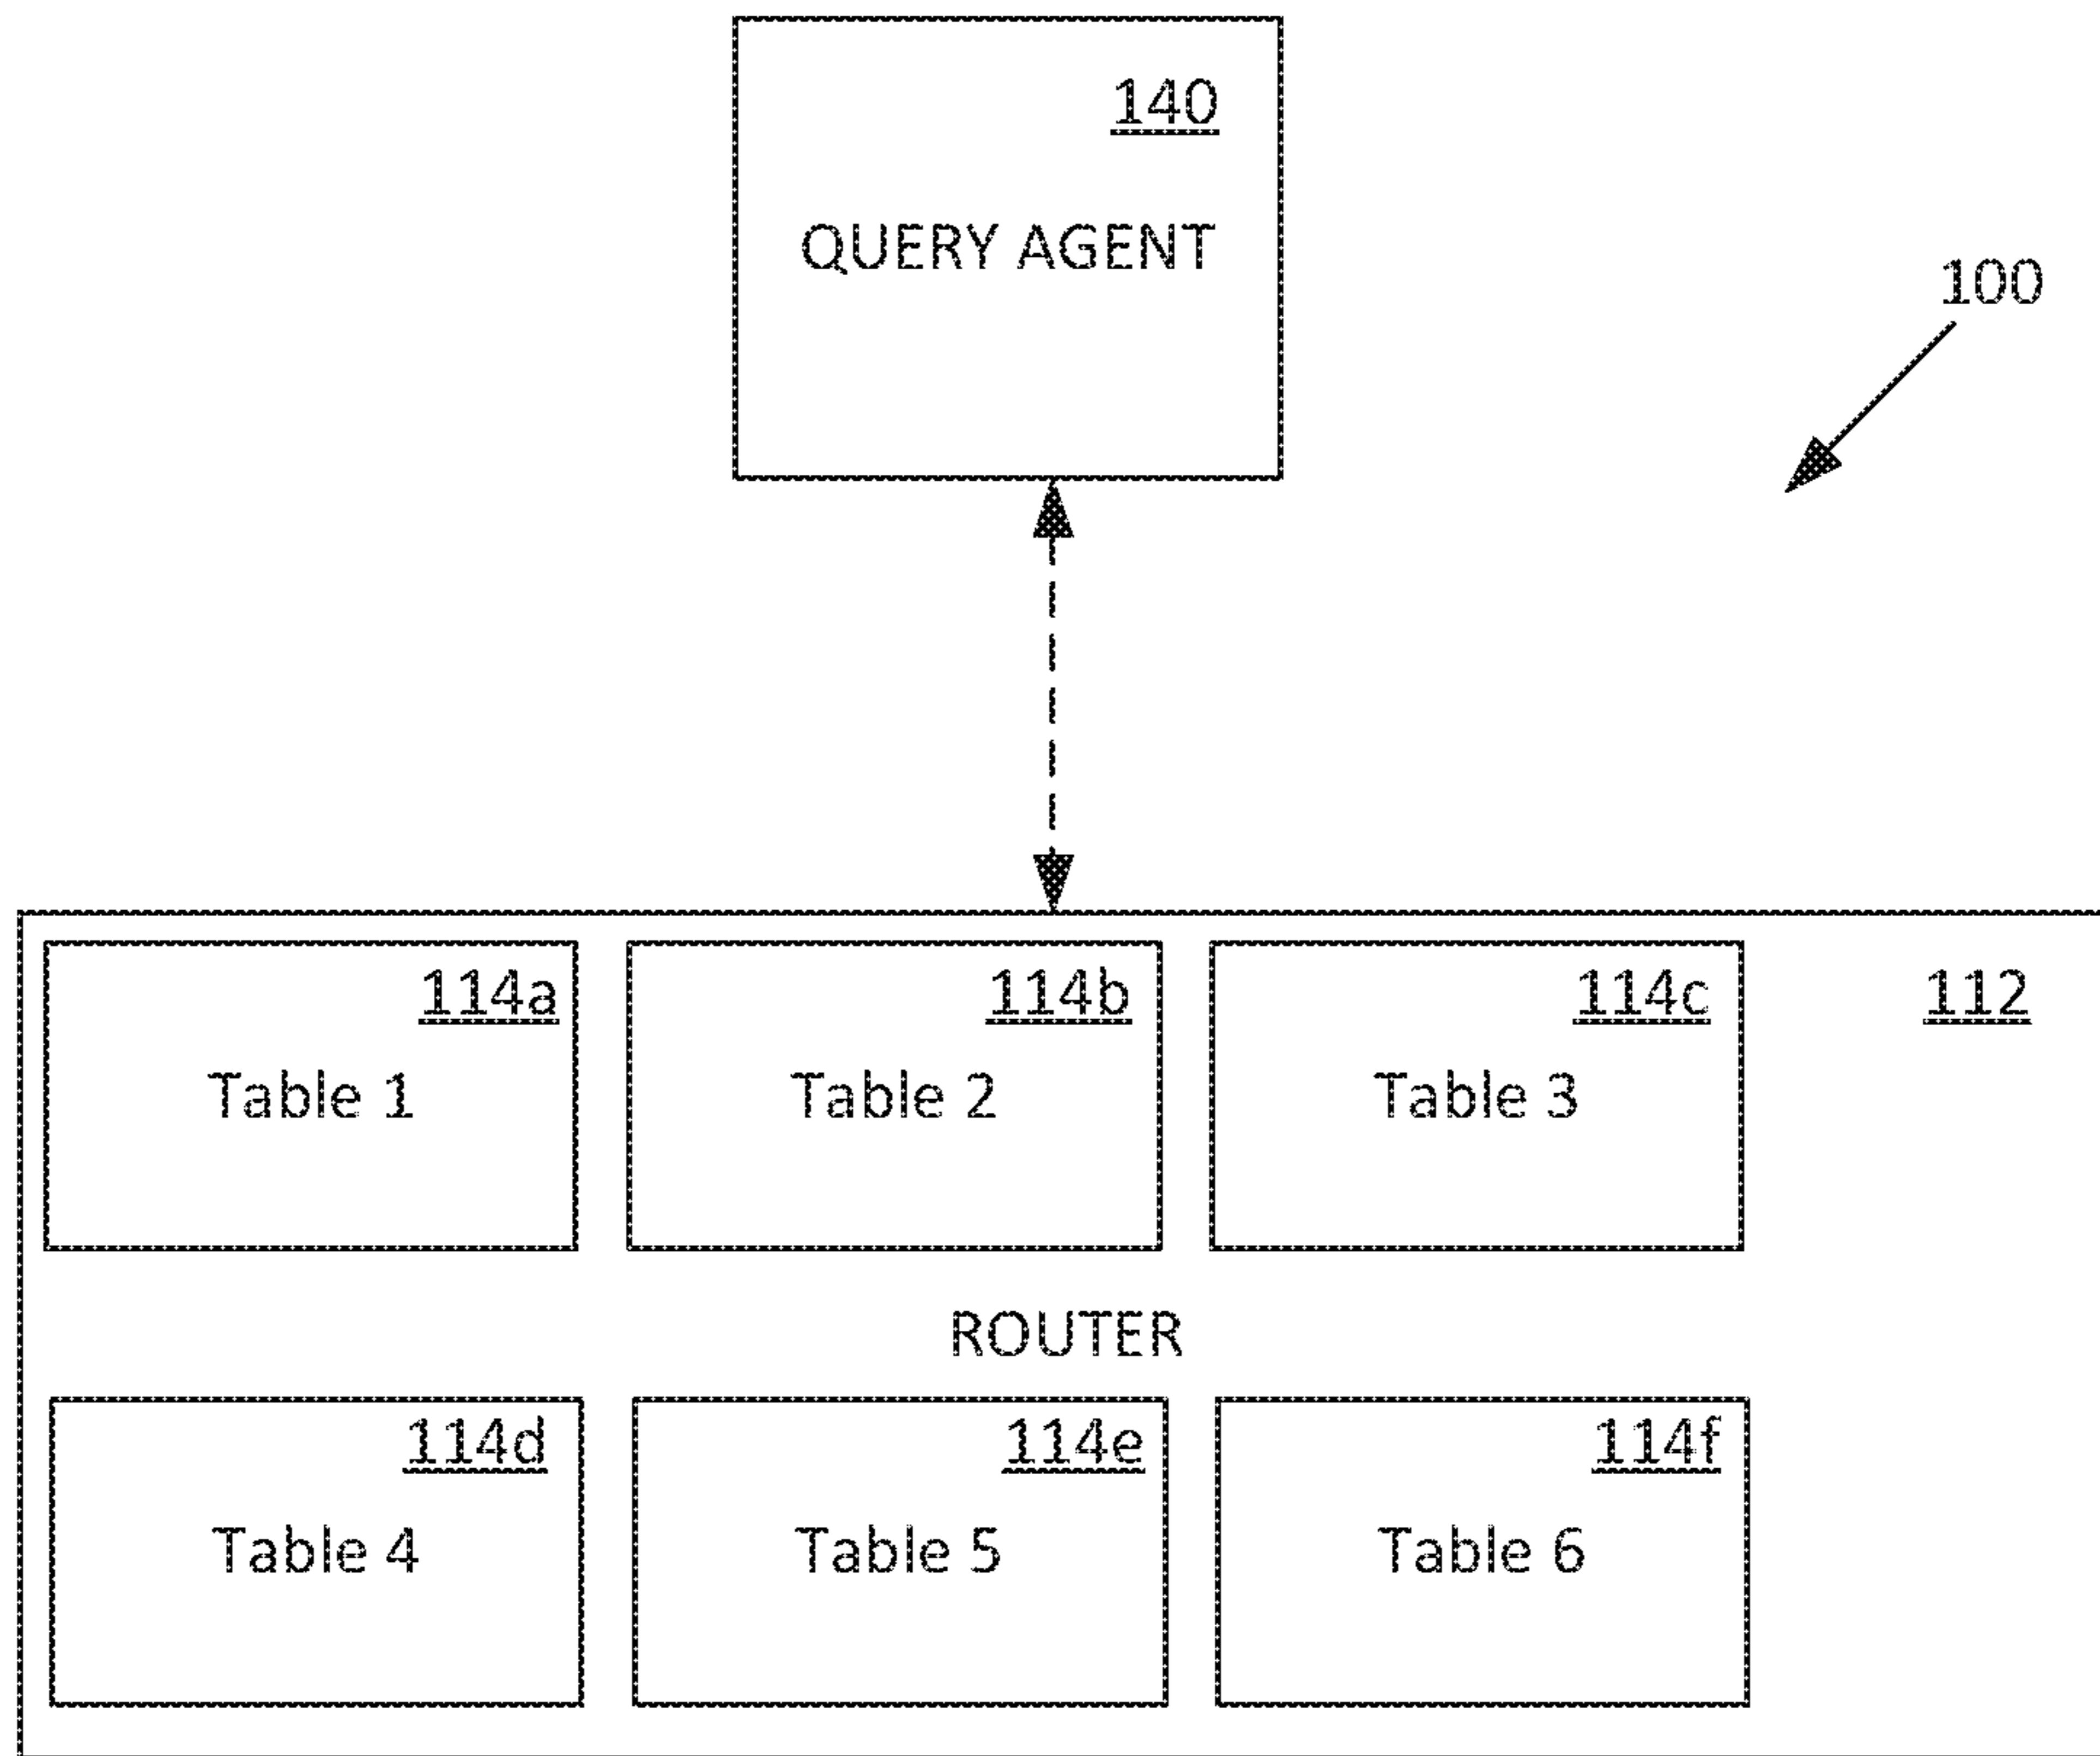 140
QUERY AGENT
100
114a
114b
114c
112
Table 1
Table 2
Table 3
ROUTER
114d
114e
114f
Table 4
Table 5
Table 6